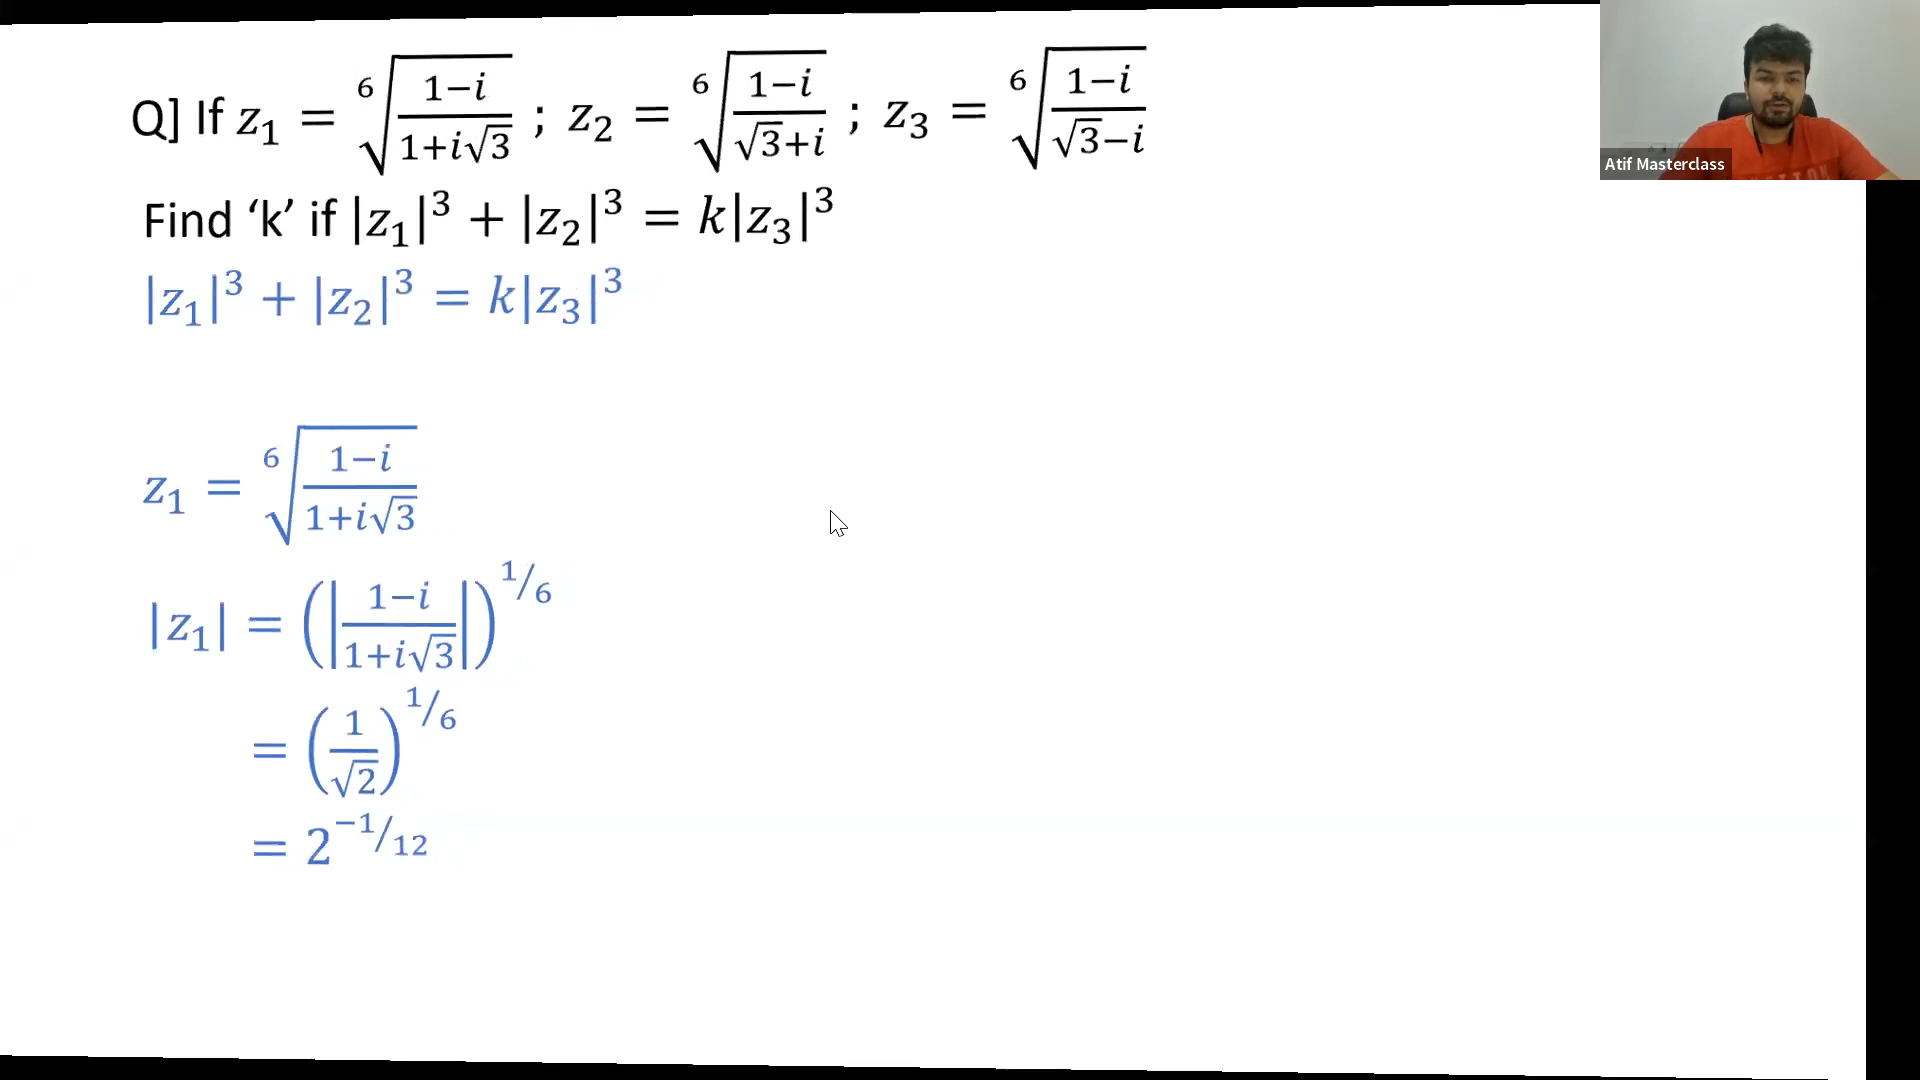 Q] If z₁ = ⁶√((1−i)/(1+i√3)) ; z₂ = ⁶√((1−i)/(√3+i)) ; z₃ = ⁶√((1−i)/(√3−i))
Atif Masterclass
Find ‘k’ if |z₁|³ + |z₂|³ = k|z₃|³
|z₁|³ + |z₂|³ = k|z₃|³
z₁ = ⁶√((1−i)/(1+i√3))
|z₁| = (|(1−i)/(1+i√3)|)^(1/6)
= (1/√2)^(1/6)
= 2^(−1/12)